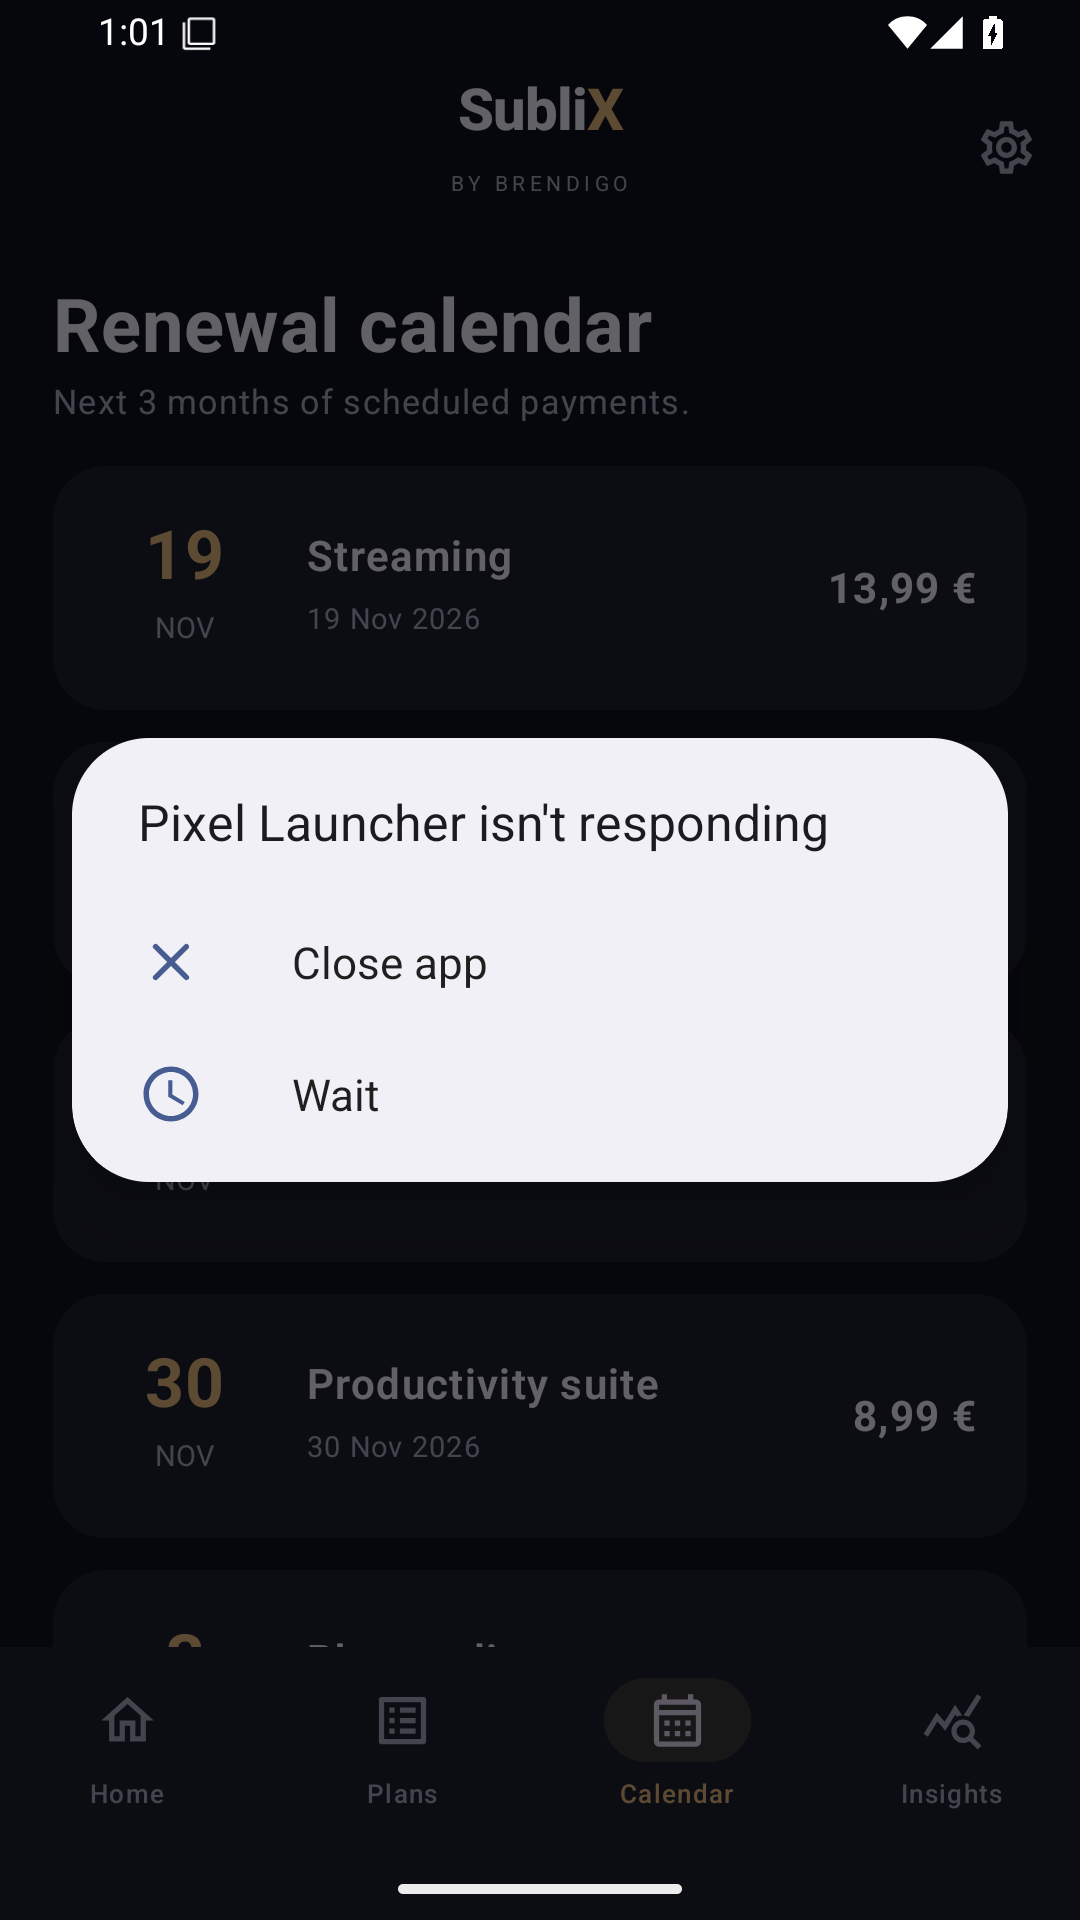 1:01
SubliX
BY BRENDIGO
Renewal calendar
Next 3 months of scheduled payments.
19
NOV
Streaming
19 Nov 2026
13,99 €
Pixel Launcher isn't responding
Close app
Wait
NOV
30
NOV
Productivity suite
30 Nov 2026
8,99 €
Home
Plans
Calendar
Insights